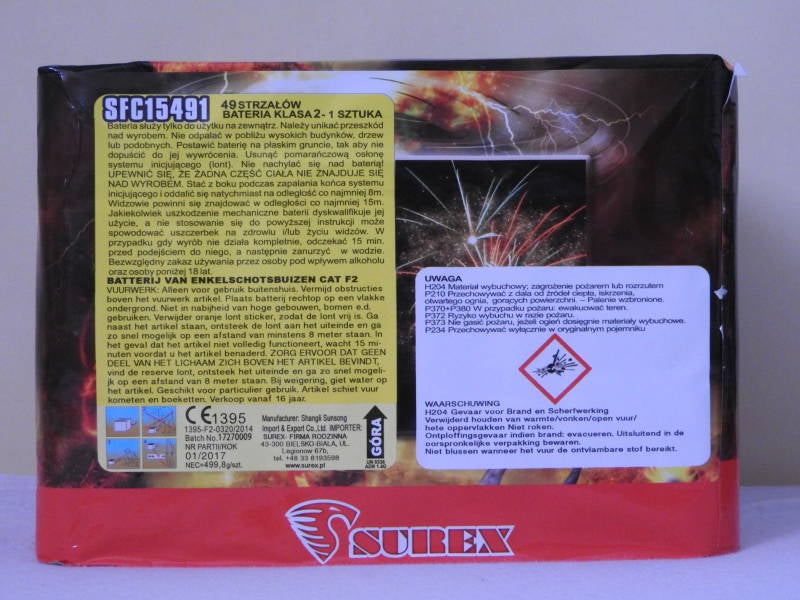 SFC15491
49 STRZAŁÓW
BATERIA KLASA 2 - 1 SZTUKA
Bateria służy tylko do użytku na zewnątrz. Należy unikać przeszkód
nad wyrobem. Nie odpalać w pobliżu wysokich budynków, drzew
lub podobnych. Postawić baterię na płaskim gruncie, tak aby nie
dopuścić do jej wywrócenia. Usunąć pomarańczową osłonę
systemu inicjującego (lont). Nie nachylać się nad baterią!
UPEWNIĆ SIĘ, ŻE ŻADNA CZĘŚĆ CIAŁA NIE ZNAJDUJE SIĘ
NAD WYROBEM. Stać z boku podczas zapalania końca systemu
inicjującego i oddalić się natychmiast na odległość co najmniej 8m.
Widzowie powinni się znajdować w odległości co najmniej 15m.
Jakiekolwiek uszkodzenie mechaniczne baterii dyskwalifikuje jej
użycie, a nie stosowanie się do powyższej instrukcji może
spowodować uszczerbek na zdrowiu i/lub życiu widzów. W
przypadku gdy wyrób nie działa kompletnie, odczekać 15 min.
przed podejściem do niego, a następnie zanurzyć w wodzie.
Bezwzględny zakaz używania przez osoby pod wpływem alkoholu
oraz osoby poniżej 18 lat.
BATTERIJ VAN ENKELSCHOTSBUIZEN CAT F2
VUURWERK: Alleen voor gebruik buitenshuis. Vermijd obstructies
boven het vuurwerk artikel. Plaats batterij rechtop op een vlakke
ondergrond. Niet in nabijheid van hoge gebouwen, bomen e.d.
gebruiken. Verwijder oranje lont sticker, zodat de lont vrij is. Ga
naast het artikel staan, ontsteek de lont aan het uiteinde en ga
zo snel mogelijk op een afstand van minstens 8 meter staan. In
het geval dat het artikel niet volledig functioneert, wacht 15 mi-
nuten voordat u het artikel benaderd. ZORG ERVOOR DAT GEEN
DEEL VAN HET LICHAAM ZICH BOVEN HET ARTIKEL BEVINDT,
vind de reserve lont, ontsteek het uiteinde en ga zo snel mogelij-
k op een afstand van 8 meter staan. Bij weigering, giet water op
het artikel. Geschikt voor particulier gebruik. Artikel schiet vuur
kometen en boeketten. Verkoop vanaf 16 jaar.
CE 1395
1395-F2-0320/2014
Batch No. 17270009
NR PARTII/ROK
01/2017
NEC=499,8g/szt.
Manufacturer: Shangli Sunsong
Import & Export Co., Ltd. IMPORTER:
SUREX- FIRMA RODZINNA
43-300 BIELSKO-BIAŁA, UL.
Legionow 67b,
tel. +48 33 8193598
www.surex.pl
GÓRA
UN 0336
ADR 1.4G
UWAGA
H204 Materiał wybuchowy; zagrożenie pożarem lub rozrzutem
P210 Przechowywać z dala od źródeł ciepła, iskrzenia,
otwartego ognia, gorących powierzchni. – Palenie wzbronione.
P370+P380 W przypadku pożaru: ewakuować teren.
P372 Ryzyko wybuchu w razie pożaru.
P373 Nie gasić pożaru, jeżeli ogień dosięgnie materiały wybuchowe.
P234 Przechowywać wyłącznie w oryginalnym pojemniku
WAARSCHUWING
H204 Gevaar voor Brand en Scherfwerking
Verwijderd houden van warmte/vonken/open vuur/
hete oppervlakken Niet roken.
Ontploffingsgevaar indien brand: evacueren. Uitsluitend in de
oorspronkelijke verpakking bewaren.
Niet blussen wanneer het vuur de ontvlambare stof bereikt.
SUREX